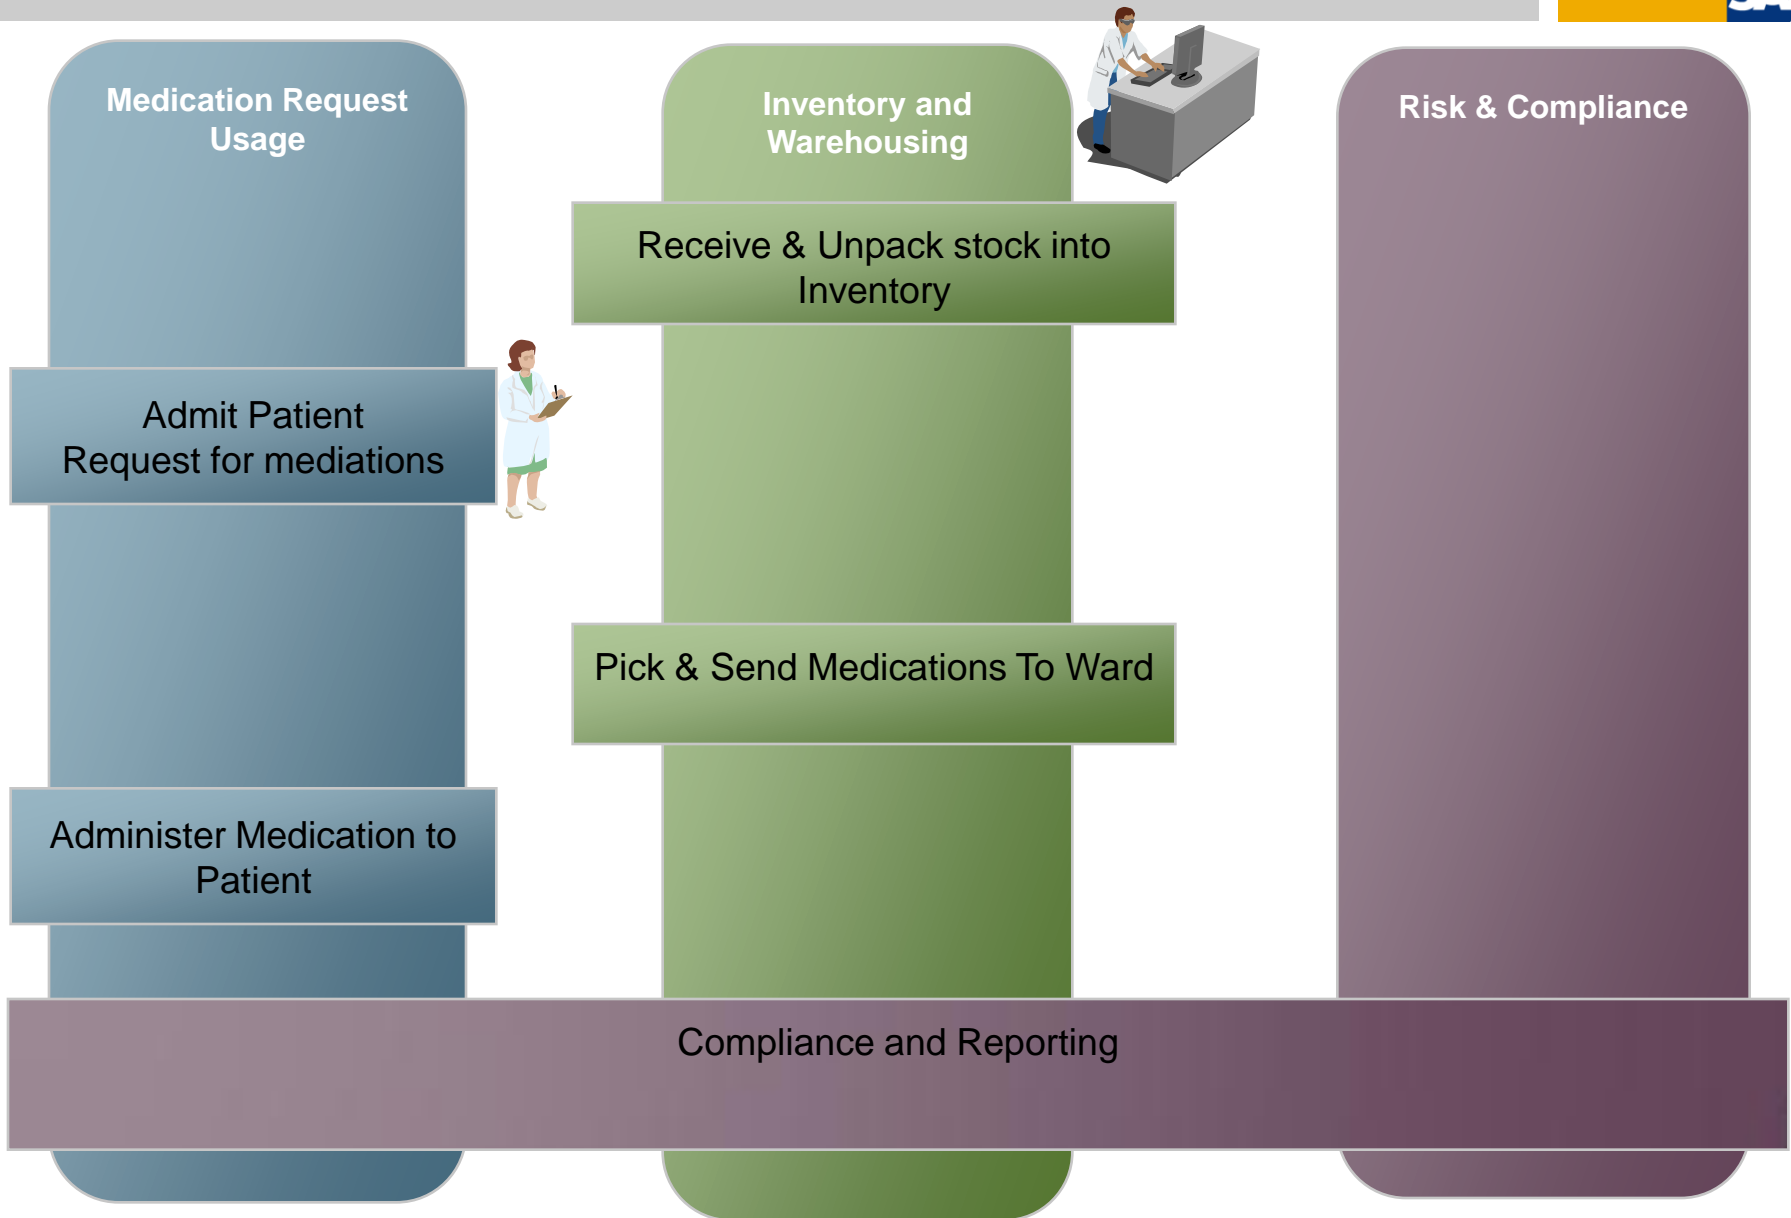 Medication Request
Usage
Inventory and
Warehousing
Risk & Compliance
Receive & Unpack stock into
Inventory
Admit Patient
Request for mediations
Pick & Send Medications To Ward
Administer Medication to
Patient
Compliance and Reporting